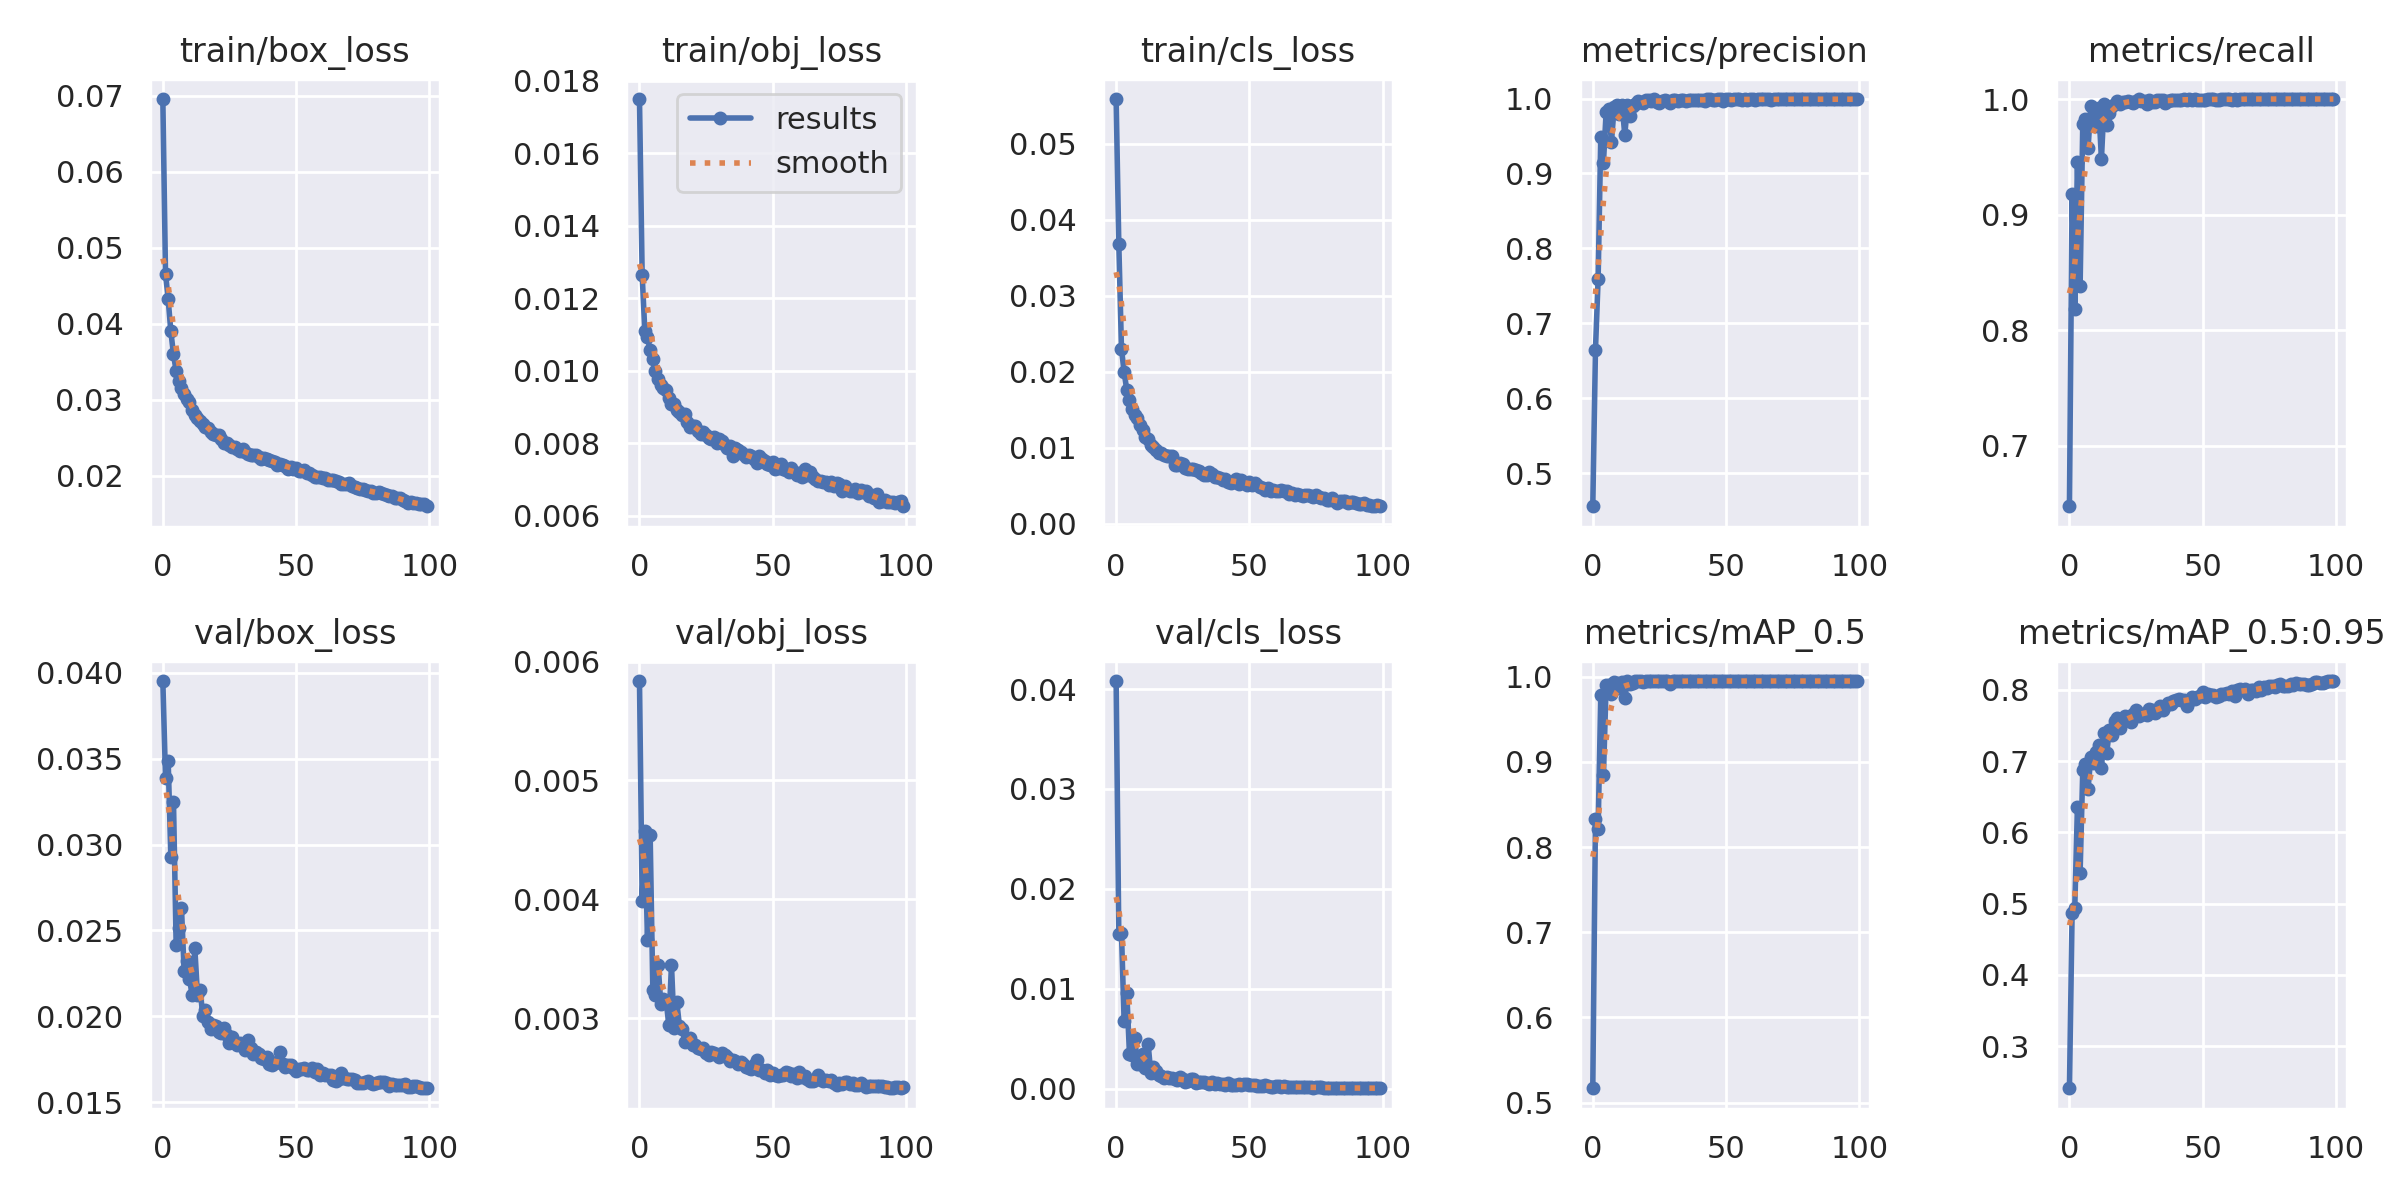 train/box_loss
0.07
0.06
0.05
0.04
0.03
0.02
0 50 100
train/obj_loss
0.018
0.016
0.014
0.012
0.010
0.008
0.006
0 50 100
results
smooth
train/cls_loss
0.05
0.04
0.03
0.02
0.01
0.00
0 50 100
metrics/precision
1.0
0.9
0.8
0.7
0.6
0.5
0 50 100
metrics/recall
1.0
0.9
0.8
0.7
0 50 100
val/box_loss
0.040
0.035
0.030
0.025
0.020
0.015
0 50 100
val/obj_loss
0.006
0.005
0.004
0.003
0 50 100
val/cls_loss
0.04
0.03
0.02
0.01
0.00
0 50 100
metrics/mAP_0.5
1.0
0.9
0.8
0.7
0.6
0.5
0 50 100
metrics/mAP_0.5:0.95
0.8
0.7
0.6
0.5
0.4
0.3
0 50 100